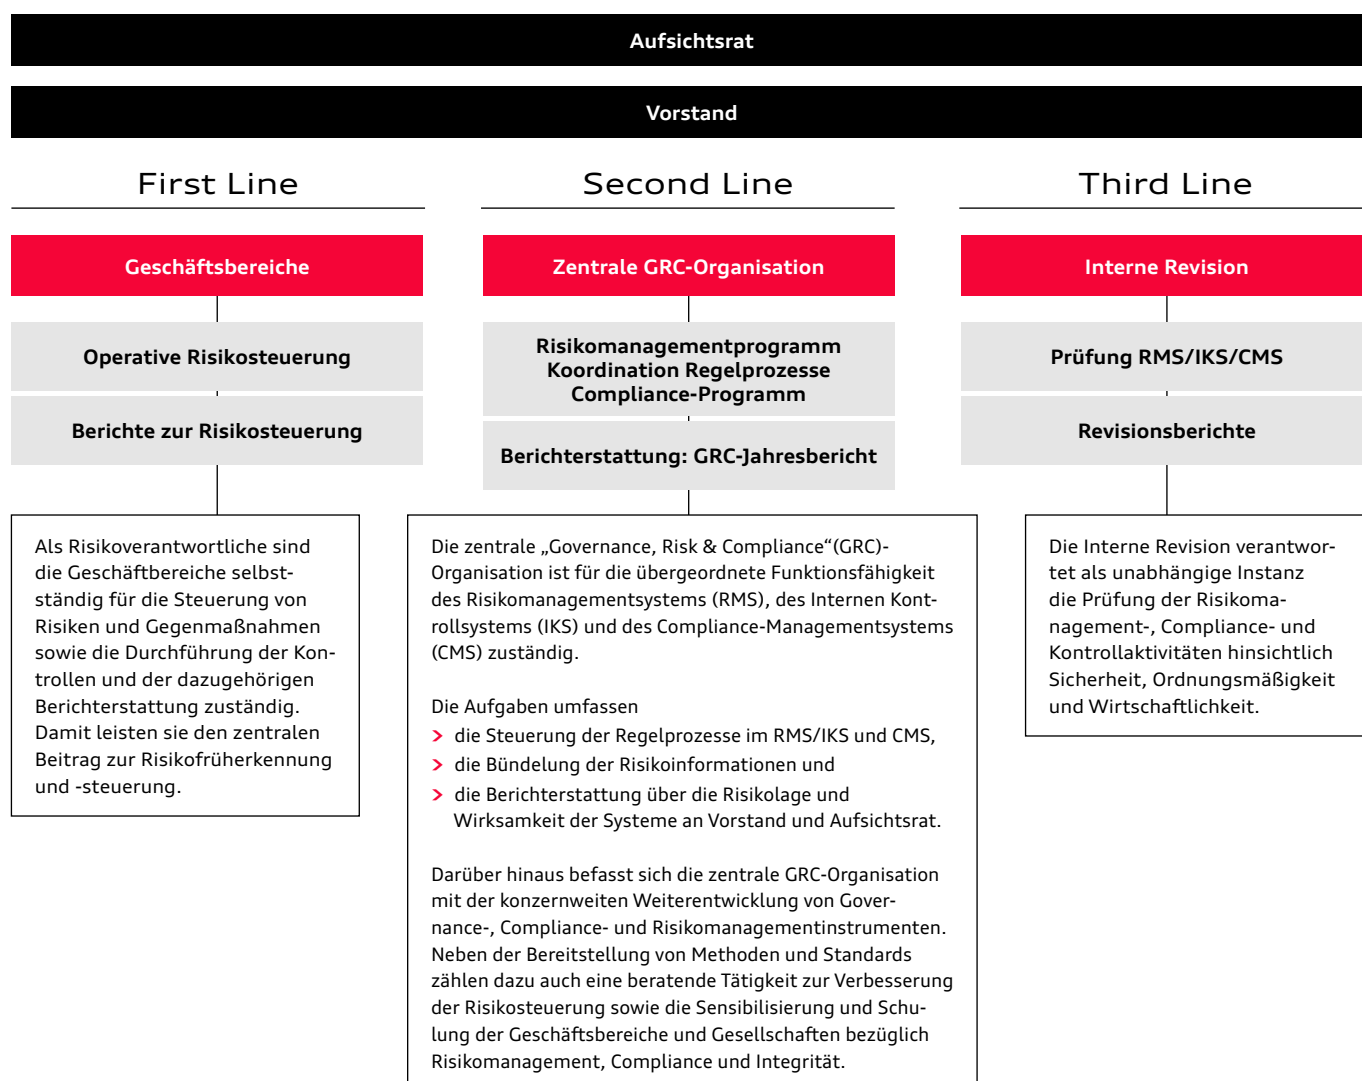 Aufsichtsrat
Vorstand
First Line
Geschäftsbereiche
Operative Risikosteuerung
Berichte zur Risikosteuerung
Als Risikoverantwortliche sind
die Geschäftbereiche selbst-
ständig für die Steuerung von
Risiken und Gegenmaßnahmen
sowie die Durchführung der Kon-
trollen und der dazugehörigen
Berichterstattung zuständig.
Damit leisten sie den zentralen
Beitrag zur Risikofrüherkennung
und -steuerung.
Second Line
Zentrale GRC-Organisation
Risikomanagementprogramm
Koordination Regelprozesse
Compliance-Programm
Berichterstattung: GRC-Jahresbericht
Die zentrale „Governance, Risk & Compliance“(GRC)-
Organisation ist für die übergeordnete Funktionsfähigkeit
des Risikomanagementsystems (RMS), des Internen Kont-
rollsystems (IKS) und des Compliance-Managementsystems
(CMS) zuständig.
Die Aufgaben umfassen
> die Steuerung der Regelprozesse im RMS/IKS und CMS,
> die Bündelung der Risikoinformationen und
> die Berichterstattung über die Risikolage und
Wirksamkeit der Systeme an Vorstand und Aufsichtsrat.
Darüber hinaus befasst sich die zentrale GRC-Organisation
mit der konzernweiten Weiterentwicklung von Gover-
nance-, Compliance- und Risikomanagementinstrumenten.
Neben der Bereitstellung von Methoden und Standards
zählen dazu auch eine beratende Tätigkeit zur Verbesserung
der Risikosteuerung sowie die Sensibilisierung und Schu-
lung der Geschäftsbereiche und Gesellschaften bezüglich
Risikomanagement, Compliance und Integrität.
Third Line
Interne Revision
Prüfung RMS/IKS/CMS
Revisionsberichte
Die Interne Revision verantwor-
tet als unabhängige Instanz
die Prüfung der Risikoma-
nagement-, Compliance- und
Kontrollaktivitäten hinsichtlich
Sicherheit, Ordnungsmäßigkeit
und Wirtschaftlichkeit.